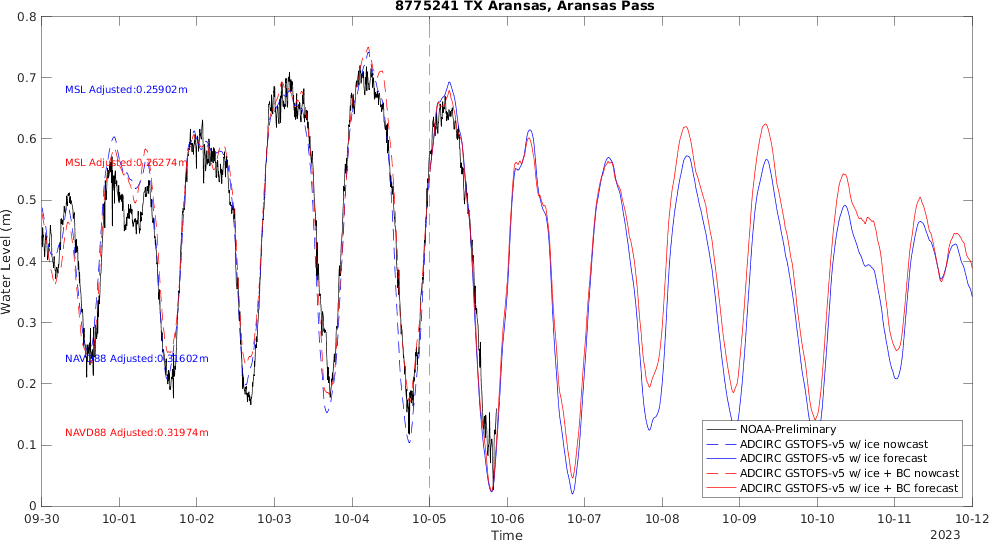 8775241 TX Aransas, Aransas Pass
0.8
0.7
0.6
0.5
0.4
0.3
0.2
0.1
0
Water Level (m)
MSL Adjusted:0.25902m
MSL Adjusted:0.26274m
NAVD88 Adjusted:0.31602m
NAVD88 Adjusted:0.31974m
NOAA-Preliminary
ADCIRC GSTOFS-v5 w/ ice nowcast
ADCIRC GSTOFS-v5 w/ ice forecast
ADCIRC GSTOFS-v5 w/ ice + BC nowcast
ADCIRC GSTOFS-v5 w/ ice + BC forecast
09-30 10-01 10-02 10-03 10-04 10-05 10-06 10-07 10-08 10-09 10-10 10-11 10-12
Time
2023